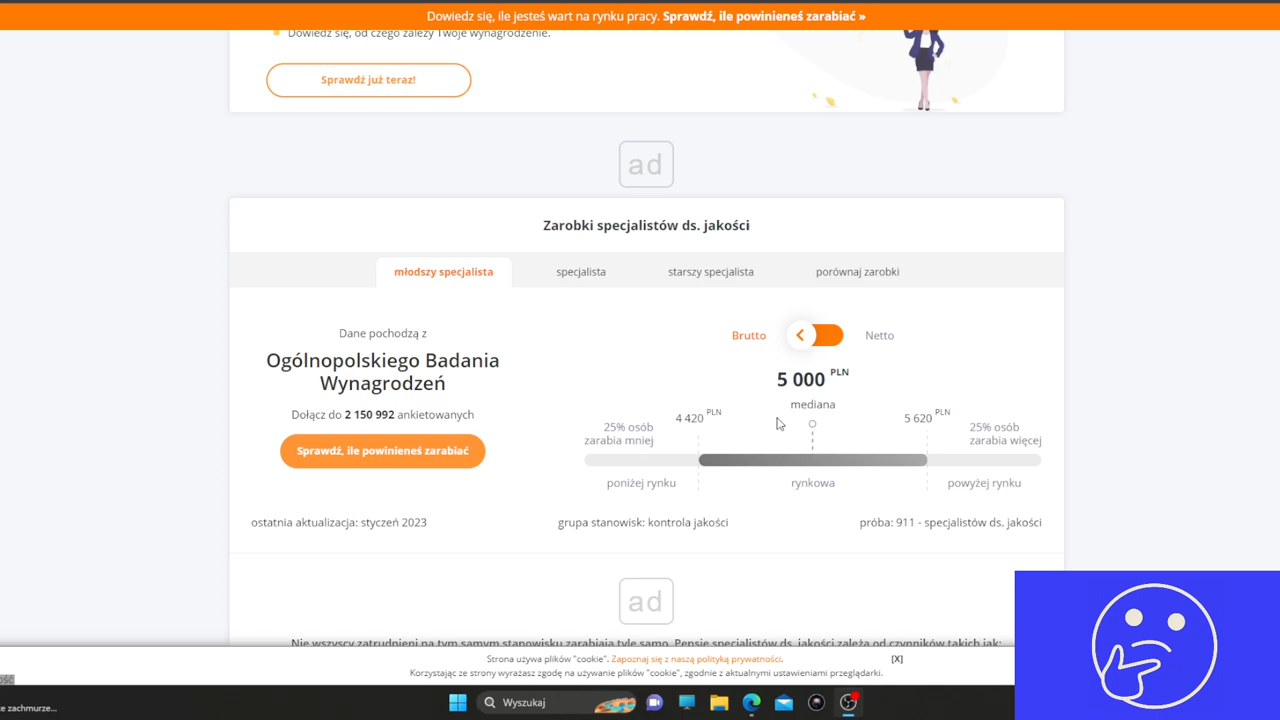 Dowiedz się, ile jesteś wart na rynku pracy. Sprawdź, ile powinieneś zarabiać »
Dowiedz się, od czego zależy Twoje wynagrodzenie.
Sprawdź już teraz!
ad
Zarobki specjalistów ds. jakości
młodszy specjalista
specjalista
starszy specjalista
porównaj zarobki
Dane pochodzą z
Ogólnopolskiego Badania
Wynagrodzeń
Dołącz do 2 150 992 ankietowanych
Sprawdź, ile powinieneś zarabiać
Brutto
Netto
5 000 PLN
mediana
4 420 PLN
5 620 PLN
25% osób
zarabia mniej
25% osób
zarabia więcej
poniżej rynku
rynkowa
powyżej rynku
ostatnia aktualizacja: styczeń 2023
grupa stanowisk: kontrola jakości
próba: 911 - specjalistów ds. jakości
ad
Nie wszyscy zatrudnieni na tym samym stanowisku zarabiają tyle samo. Pensje specjalistów ds. jakości zależą od czynników takich jak:
Strona używa plików "cookie". Zapoznaj się z naszą polityką prywatności.
[X]
Korzystając ze strony wyrażasz zgodę na używanie plików "cookie", zgodnie z aktualnymi ustawieniami przeglądarki.
Wyszukaj